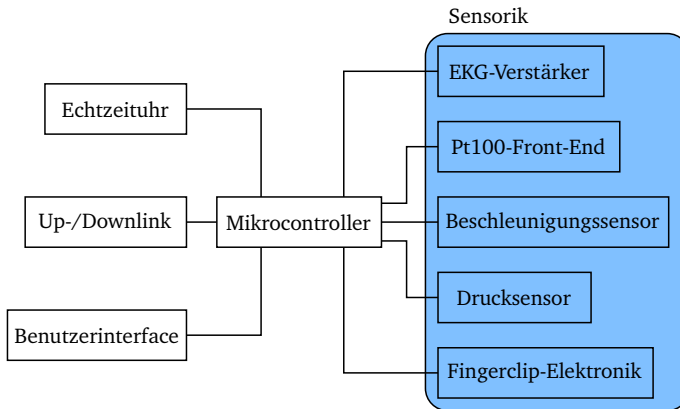 Sensorik
EKG-Verstärker
Echtzeituhr
Pt100-Front-End
Up-/Downlink
Mikrocontroller
Beschleunigungssensor
Drucksensor
Benutzerinterface
Fingerclip-Elektronik